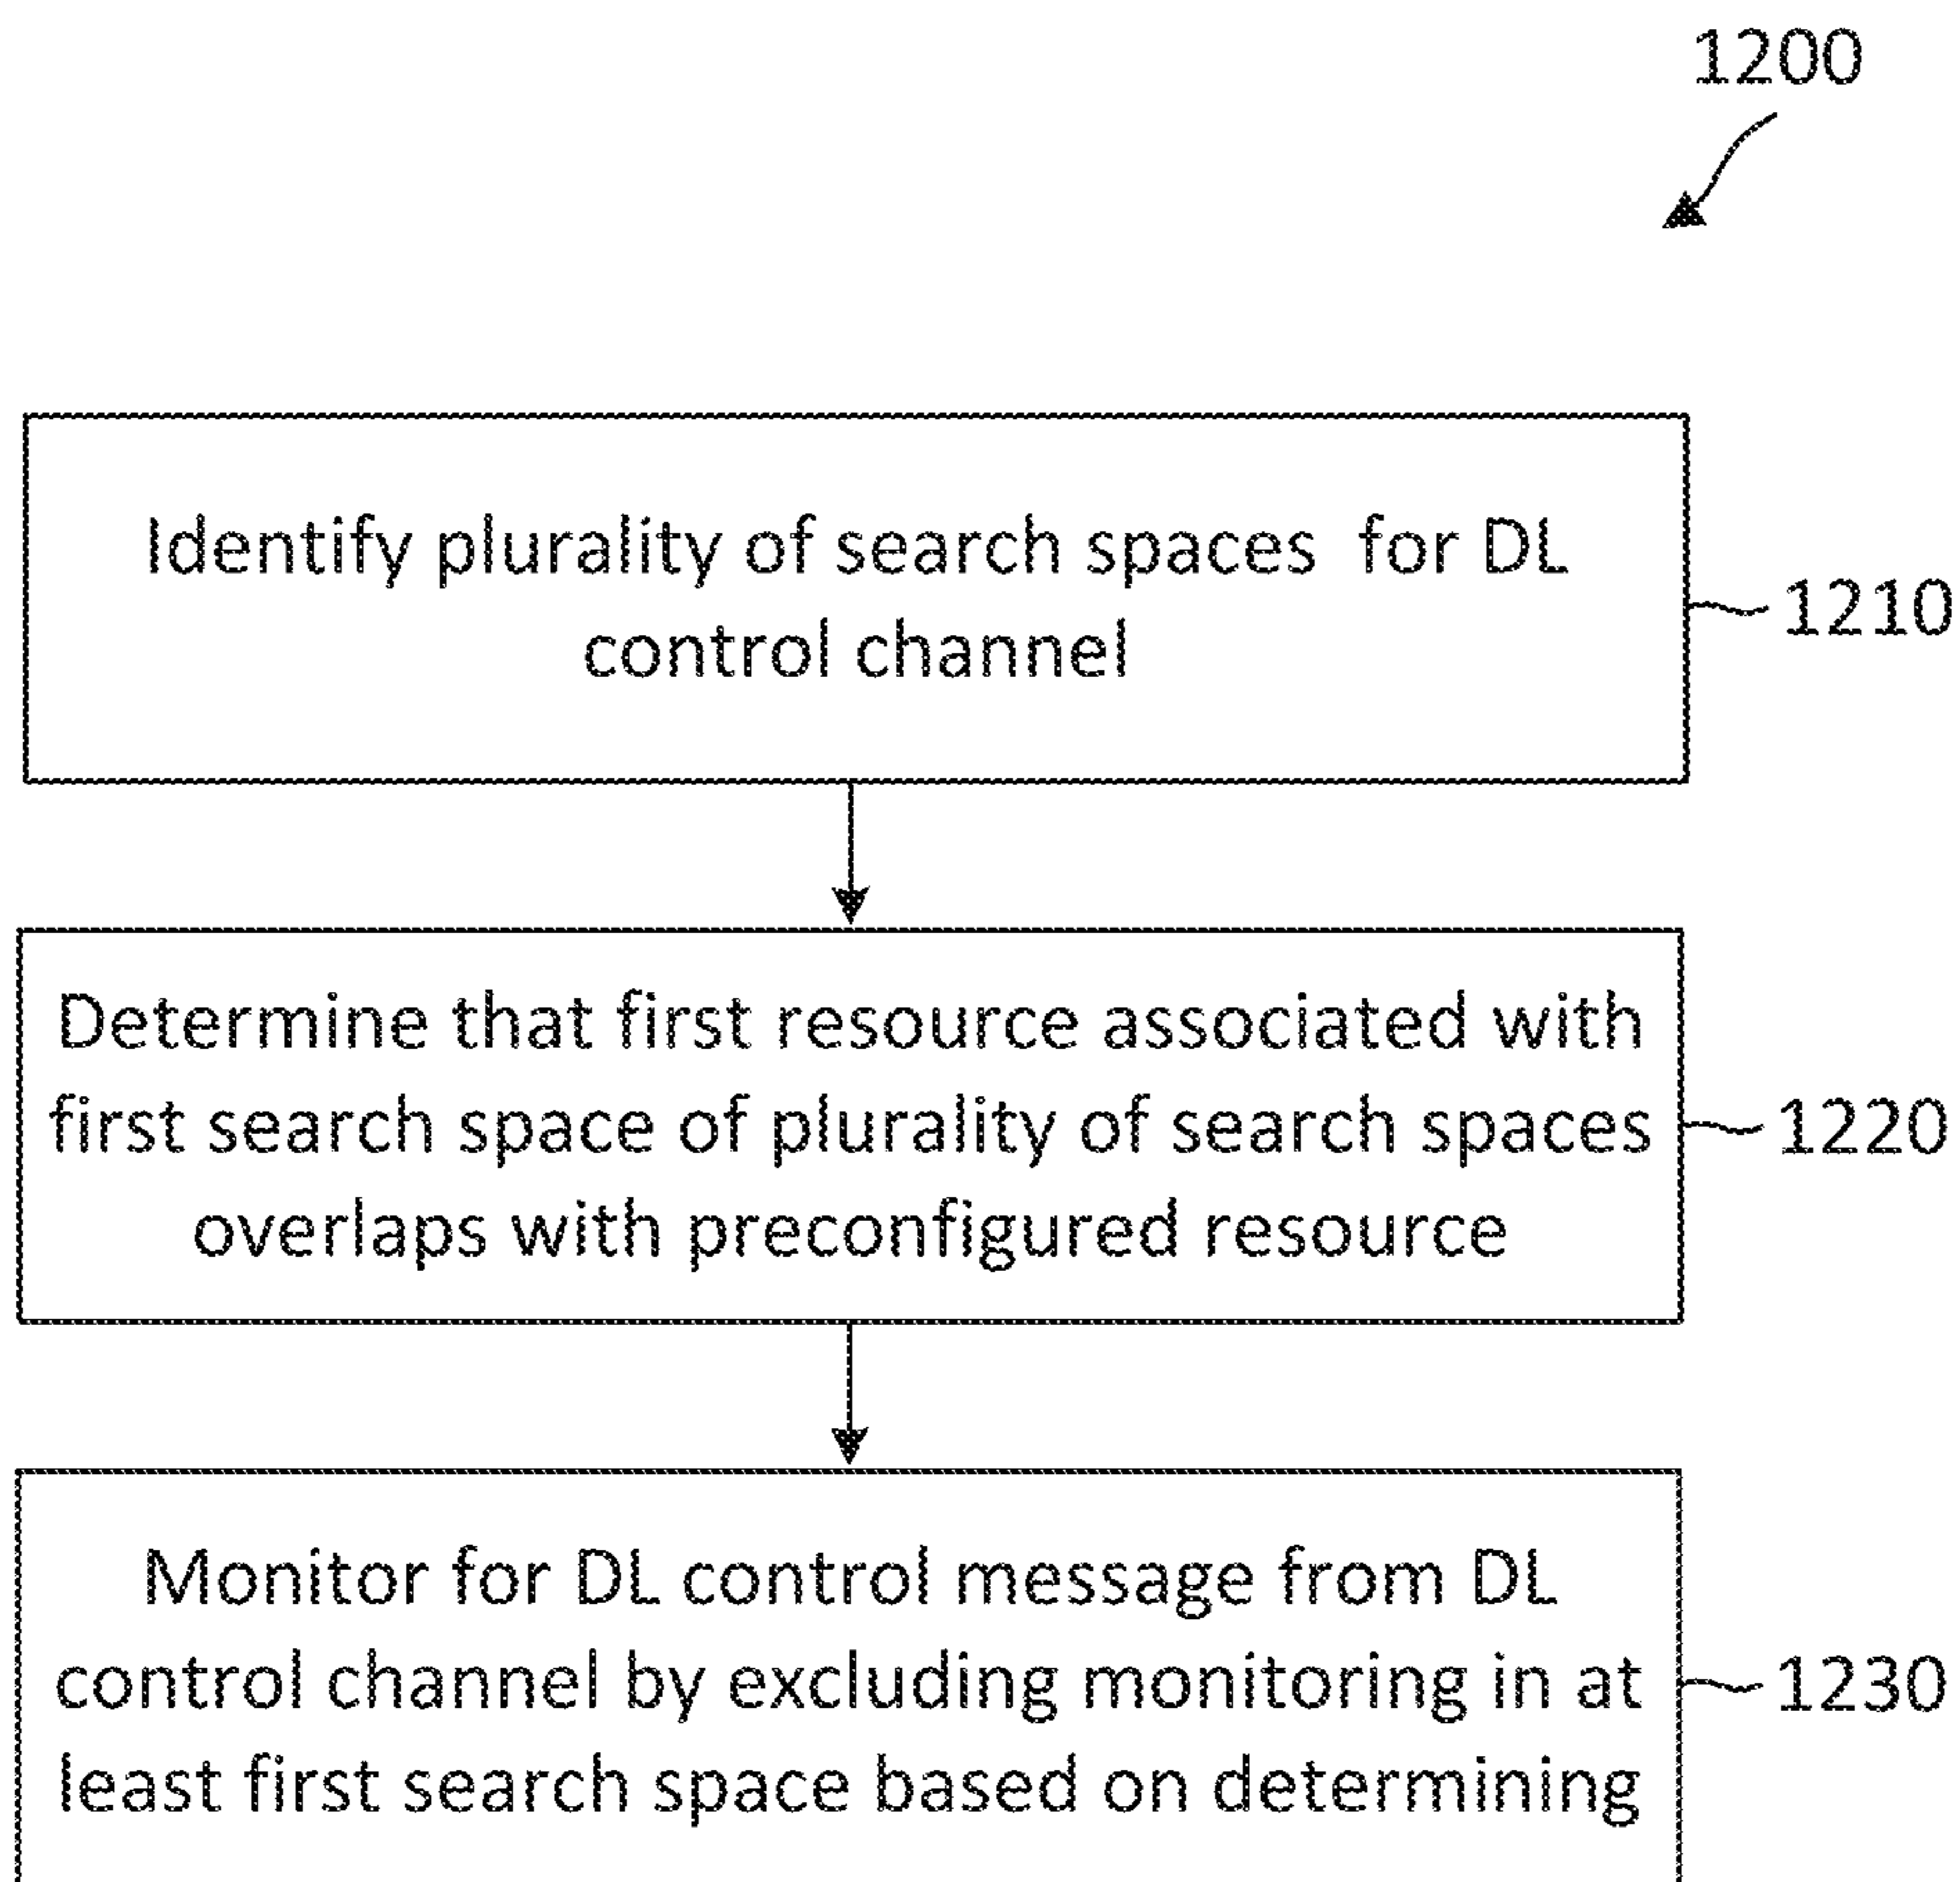 1200
Identify plurality of search spaces for DL
control channel
1210
Determine that first resource associated with
first search space of plurality of search spaces
overlaps with preconfigured resource
1220
Monitor for DL control message from DL
control channel by excluding monitoring in at
least first search space based on determining
1230